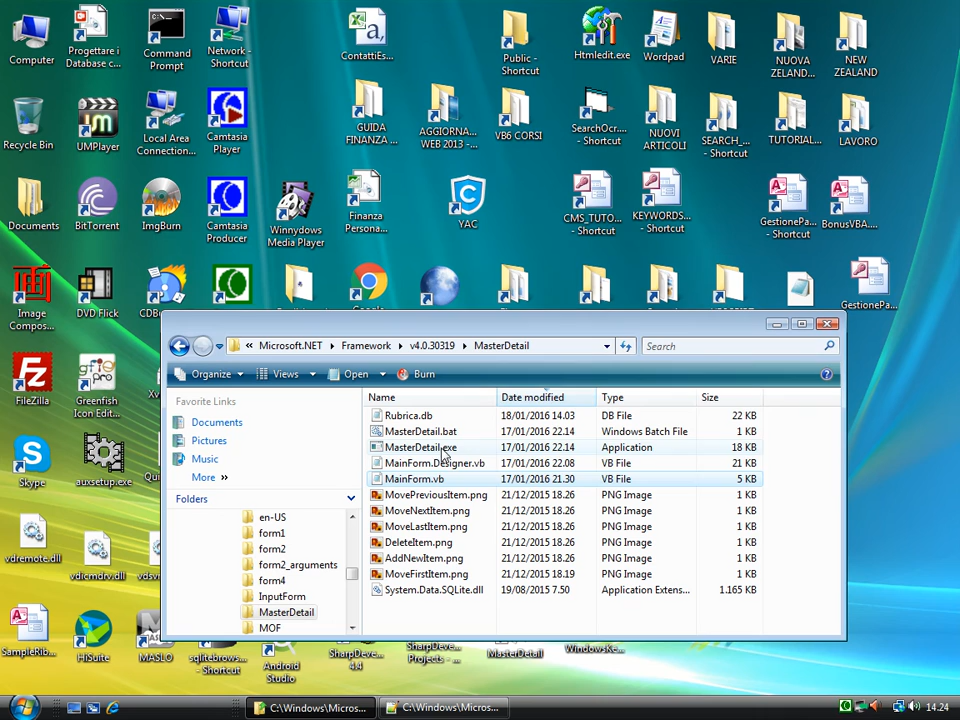 Computer
Progettare i
Database c...
Command
Prompt
Network -
Shortcut
ContattiEs...
Public -
Shortcut
Htmledit.exe
Wordpad
VARIE
NUOVA
ZELAND...
NEW
ZEALAND
Recycle Bin
UMPlayer
Local Area
Connection...
Camtasia
Player
GUIDA
FINANZA ...
AGGIORNA...
WEB 2013 -...
VB6 CORSI
SearchOcr...
- Shortcut
NUOVI
ARTICOLI
SEARCH_...
- Shortcut
TUTORIAL...
LAVORO
Documents
BitTorrent
ImgBurn
Camtasia
Producer
Winnydows
Media Player
Finanza
Persona...
YAC
CMS_TUTO...
- Shortcut
KEYWORDS...
- Shortcut
GestionePa...
- Shortcut
BonusVBA....
Image
Compos...
DVD Flick
GestionePa...
Microsoft.NET
Framework
v4.0.30319
MasterDetail
Search
Organize
Views
Open
Burn
Favorite Links
Documents
Pictures
Music
More »
Folders
en-US
form1
form2
form2_arguments
form4
InputForm
MasterDetail
MOF
Name Date modified Type Size
Rubrica.db 18/01/2016 14.03 DB File 22 KB
MasterDetail.bat 17/01/2016 22.14 Windows Batch File 1 KB
MasterDetail.exe 17/01/2016 22.14 Application 18 KB
MainForm.Designer.vb 17/01/2016 22.08 VB File 21 KB
MainForm.vb 17/01/2016 21.30 VB File 5 KB
MovePreviousItem.png 21/12/2015 18.26 PNG Image 1 KB
MoveNextItem.png 21/12/2015 18.26 PNG Image 1 KB
MoveLastItem.png 21/12/2015 18.26 PNG Image 1 KB
DeleteItem.png 21/12/2015 18.26 PNG Image 1 KB
AddNewItem.png 21/12/2015 18.26 PNG Image 1 KB
MoveFirstItem.png 21/12/2015 18.19 PNG Image 1 KB
System.Data.SQLite.dll 19/08/2015 7.50 Application Extens... 1.165 KB
FileZilla
Greenfish
Icon Edit...
Skype
auxsetup.exe
vdremote.dll
vdicmdrv.dll
SampleRib...
HiSuite
MASLO
sqlitebrows...
- Shortcut
Android
Studio
SharpDeve...
4.4
SharpDeve...
Projects - ...
MasterDetail
WindowsKe...
C:\Windows\Micros...
C:\Windows\Micros...
14.24